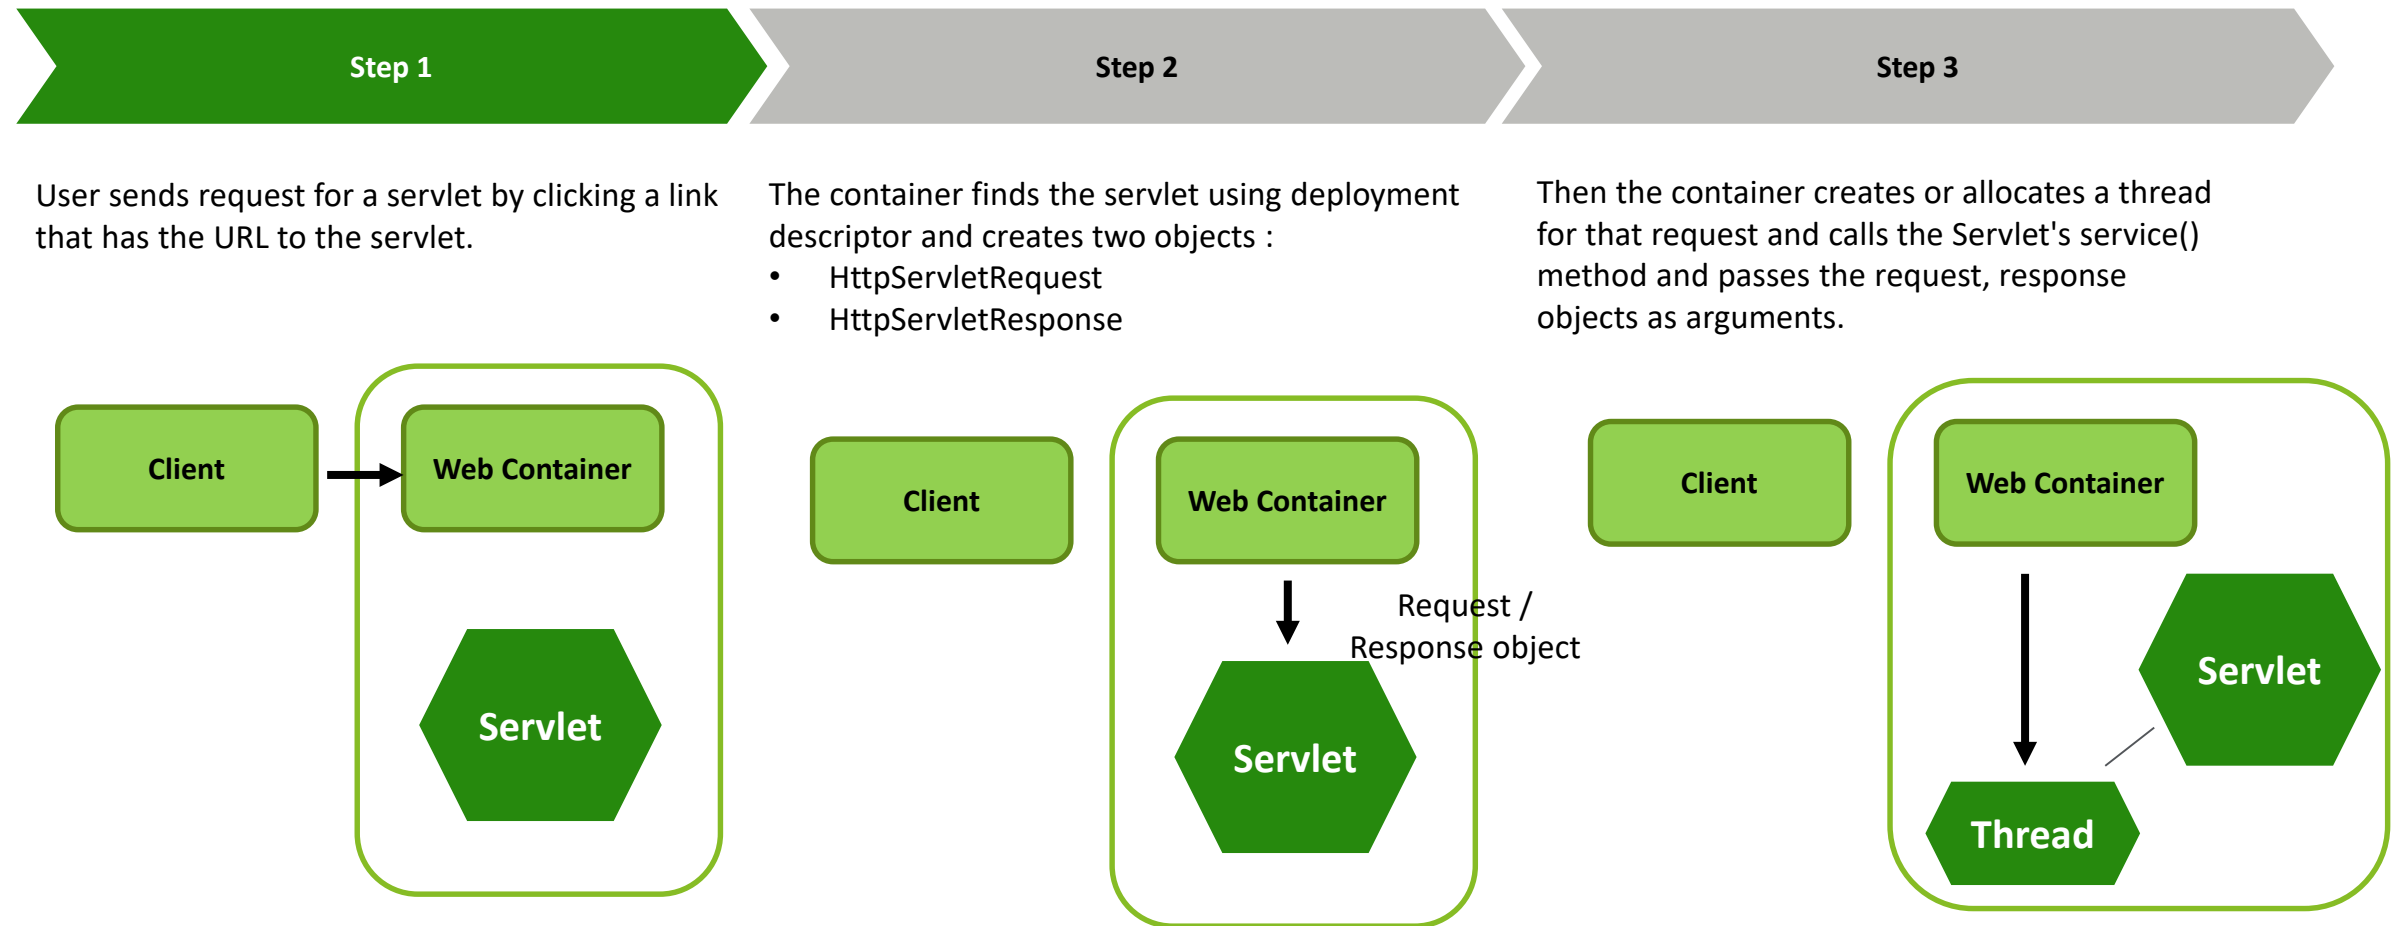 Step 1
Step 2
Step 3
User sends request for a servlet by clicking a link
that has the URL to the servlet.
The container finds the servlet using deployment
descriptor and creates two objects :
• HttpServletRequest
• HttpServletResponse
Then the container creates or allocates a thread
for that request and calls the Servlet's service()
method and passes the request, response
objects as arguments.
Client
Web Container
Servlet
Client
Web Container
Request /
Response object
Servlet
Client
Web Container
Servlet
Thread